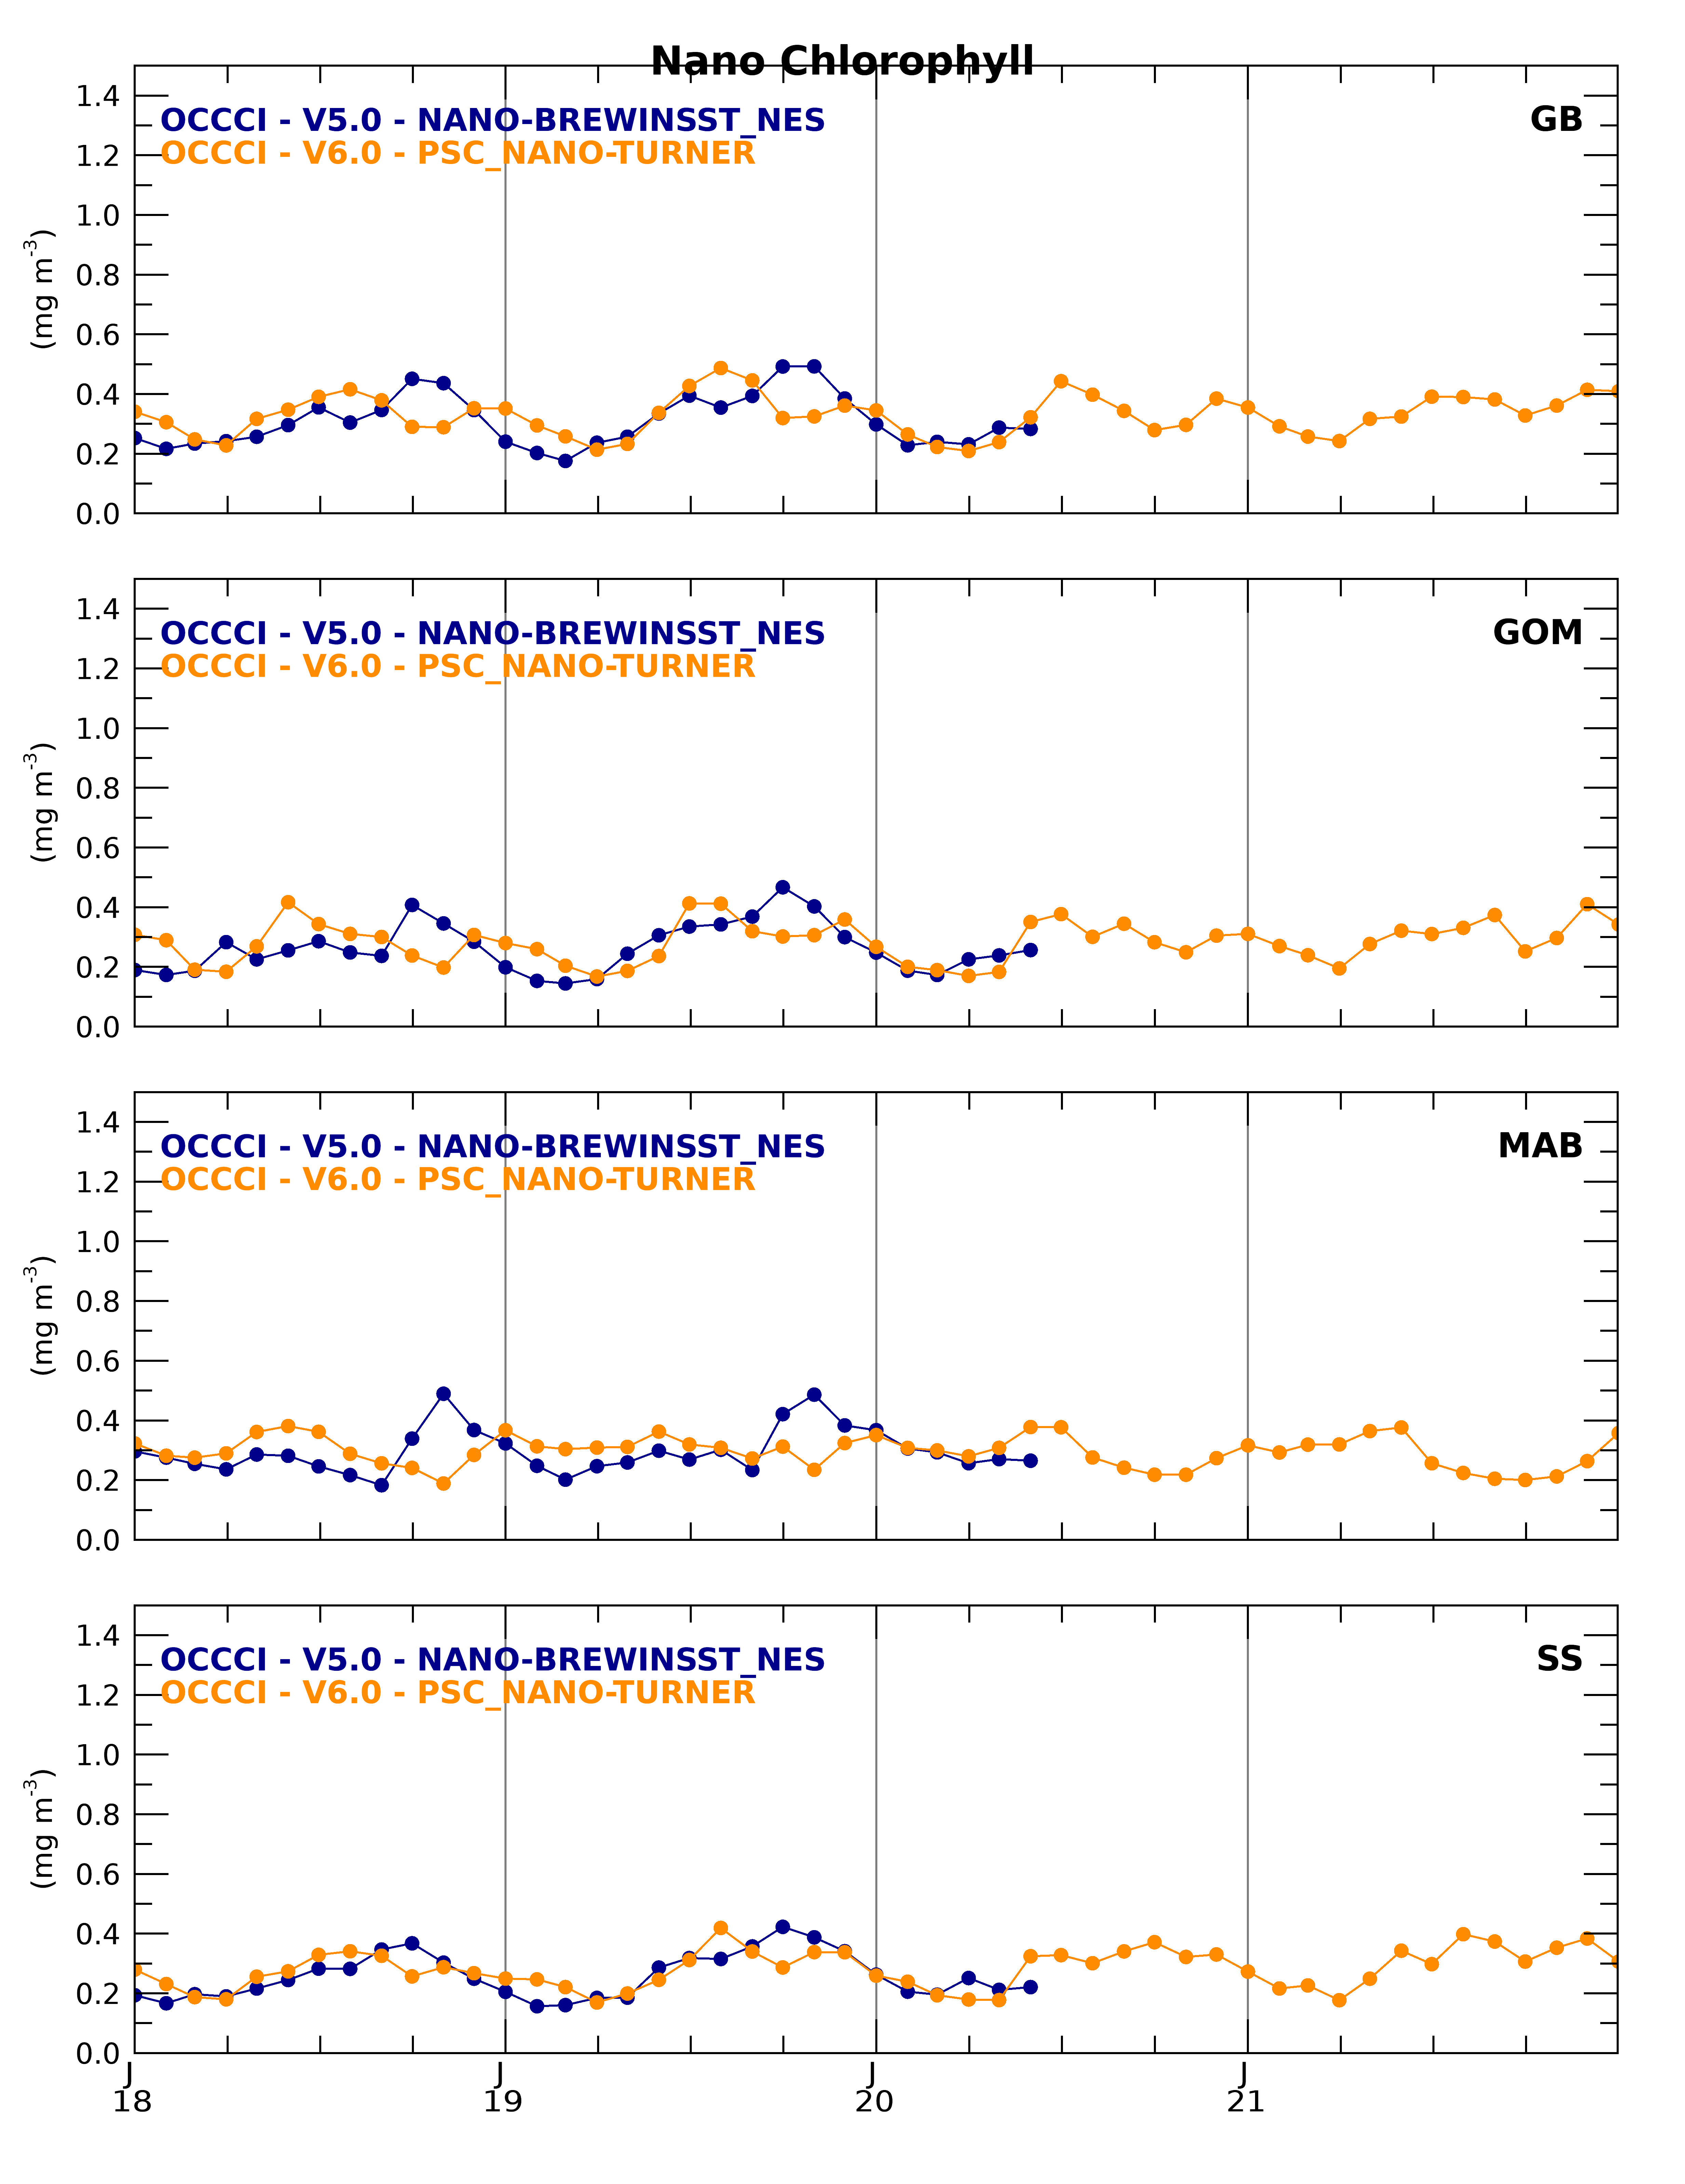 Nano Chlorophyll
1.4
OCCCI - V5.0 - NANO-BREWINSST_NES
GB
1.2
OCCCI - V6.0 - PSC_NANO-TURNER
1.0
0.8
(mg m-3)
0.6
0.4
0.2
0.0
1.4
OCCCI - V5.0 - NANO-BREWINSST_NES
GOM
1.2
OCCCI - V6.0 - PSC_NANO-TURNER
1.0
0.8
(mg m-3)
0.6
0.4
0.2
0.0
1.4
OCCCI - V5.0 - NANO-BREWINSST_NES
MAB
1.2
OCCCI - V6.0 - PSC_NANO-TURNER
1.0
0.8
(mg m-3)
0.6
0.4
0.2
0.0
1.4
OCCCI - V5.0 - NANO-BREWINSST_NES
SS
1.2
OCCCI - V6.0 - PSC_NANO-TURNER
1.0
0.8
(mg m-3)
0.6
0.4
0.2
0.0
J J J J
18 19 20 21